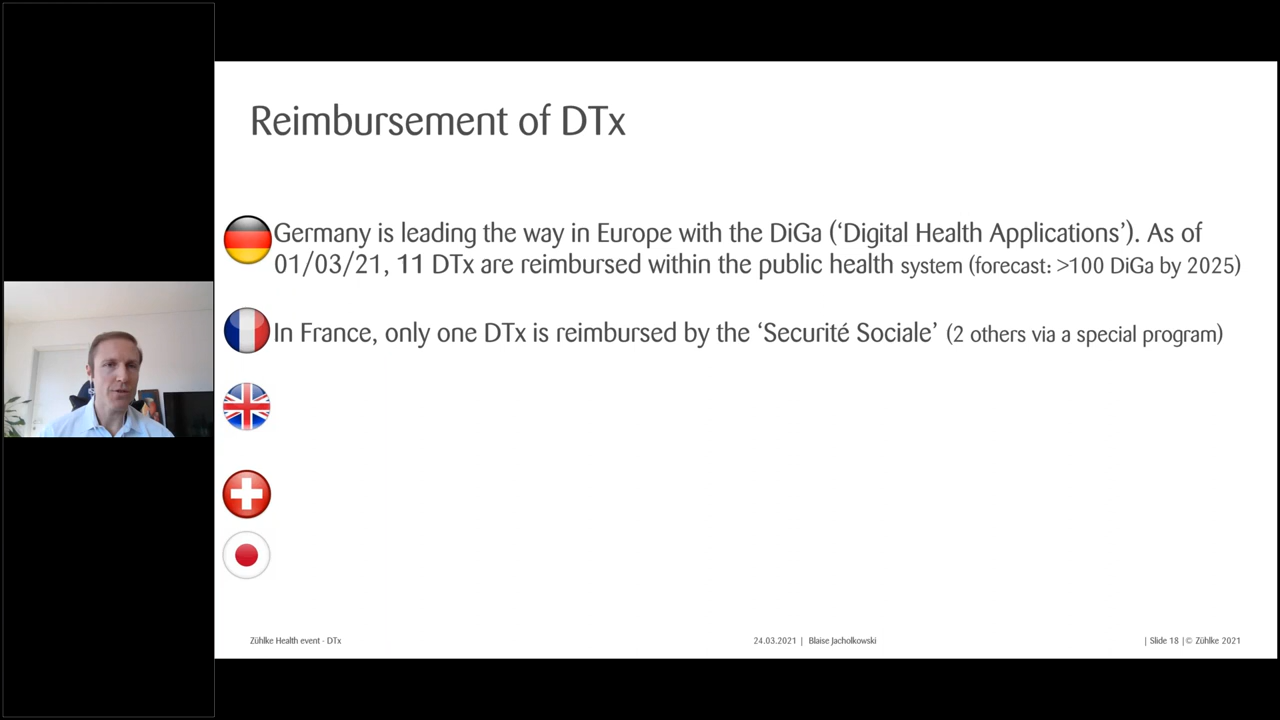 Reimbursement of DTx
Germany is leading the way in Europe with the DiGa (‘Digital Health Applications’). As of
01/03/21, 11 DTx are reimbursed within the public health system (forecast: >100 DiGa by 2025)
In France, only one DTx is reimbursed by the ‘Securité Sociale’ (2 others via a special program)
Zühlke Health event - DTx
24.03.2021 | Blaise Jacholkowski
| Slide 18 | © Zühlke 2021